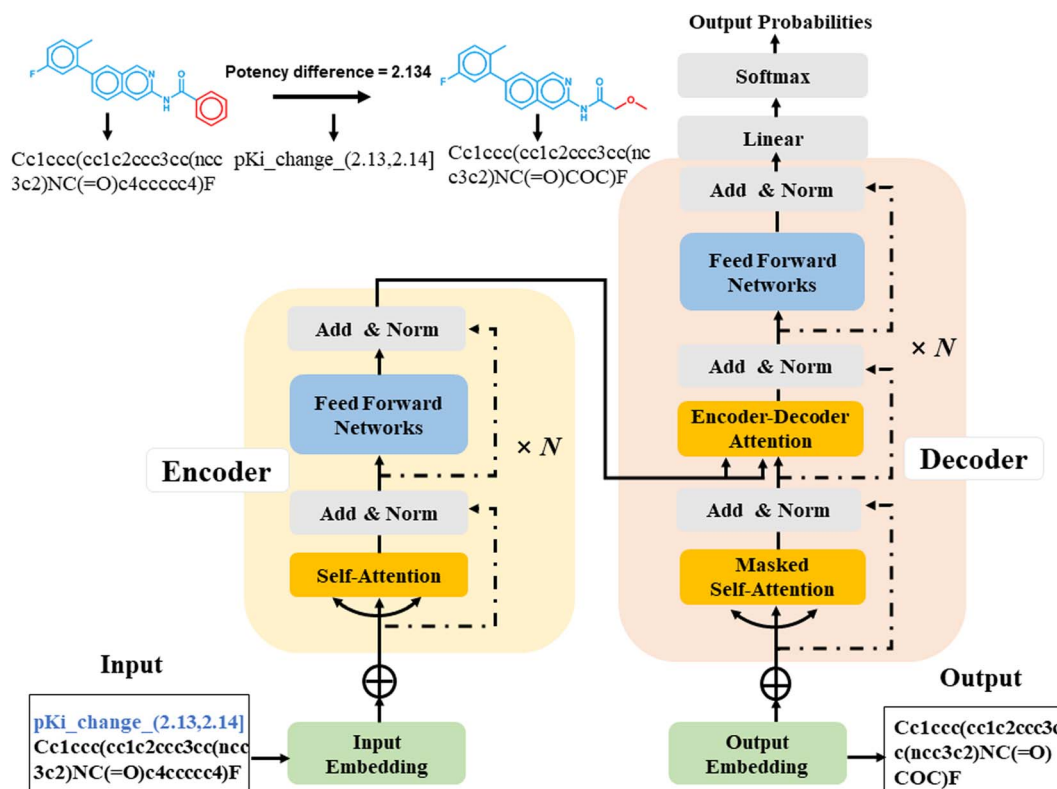 Output Probabilities
Softmax
Linear
Add & Norm
Feed Forward
Networks
× N
Add & Norm
Encoder-Decoder
Attention
Decoder
Add & Norm
Masked
Self-Attention
Output
Output
Embedding
Cc1ccc(cc1c2ccc3c
c(ncc3c2)NC(=O)
COC)F
F
N
NH
O
Potency difference = 2.134
F
N
NH
O
O
Cc1ccc(cc1c2ccc3cc(ncc
3c2)NC(=O)c4ccccc4)F
pKi_change_(2.13,2.14]
Cc1ccc(cc1c2ccc3cc(nc
c3c2)NC(=O)COC)F
Add & Norm
Feed Forward
Networks
× N
Encoder
Add & Norm
Self-Attention
Input
pKi_change_(2.13,2.14]
Cc1ccc(cc1c2ccc3cc(ncc
3c2)NC(=O)c4ccccc4)F
Input
Embedding